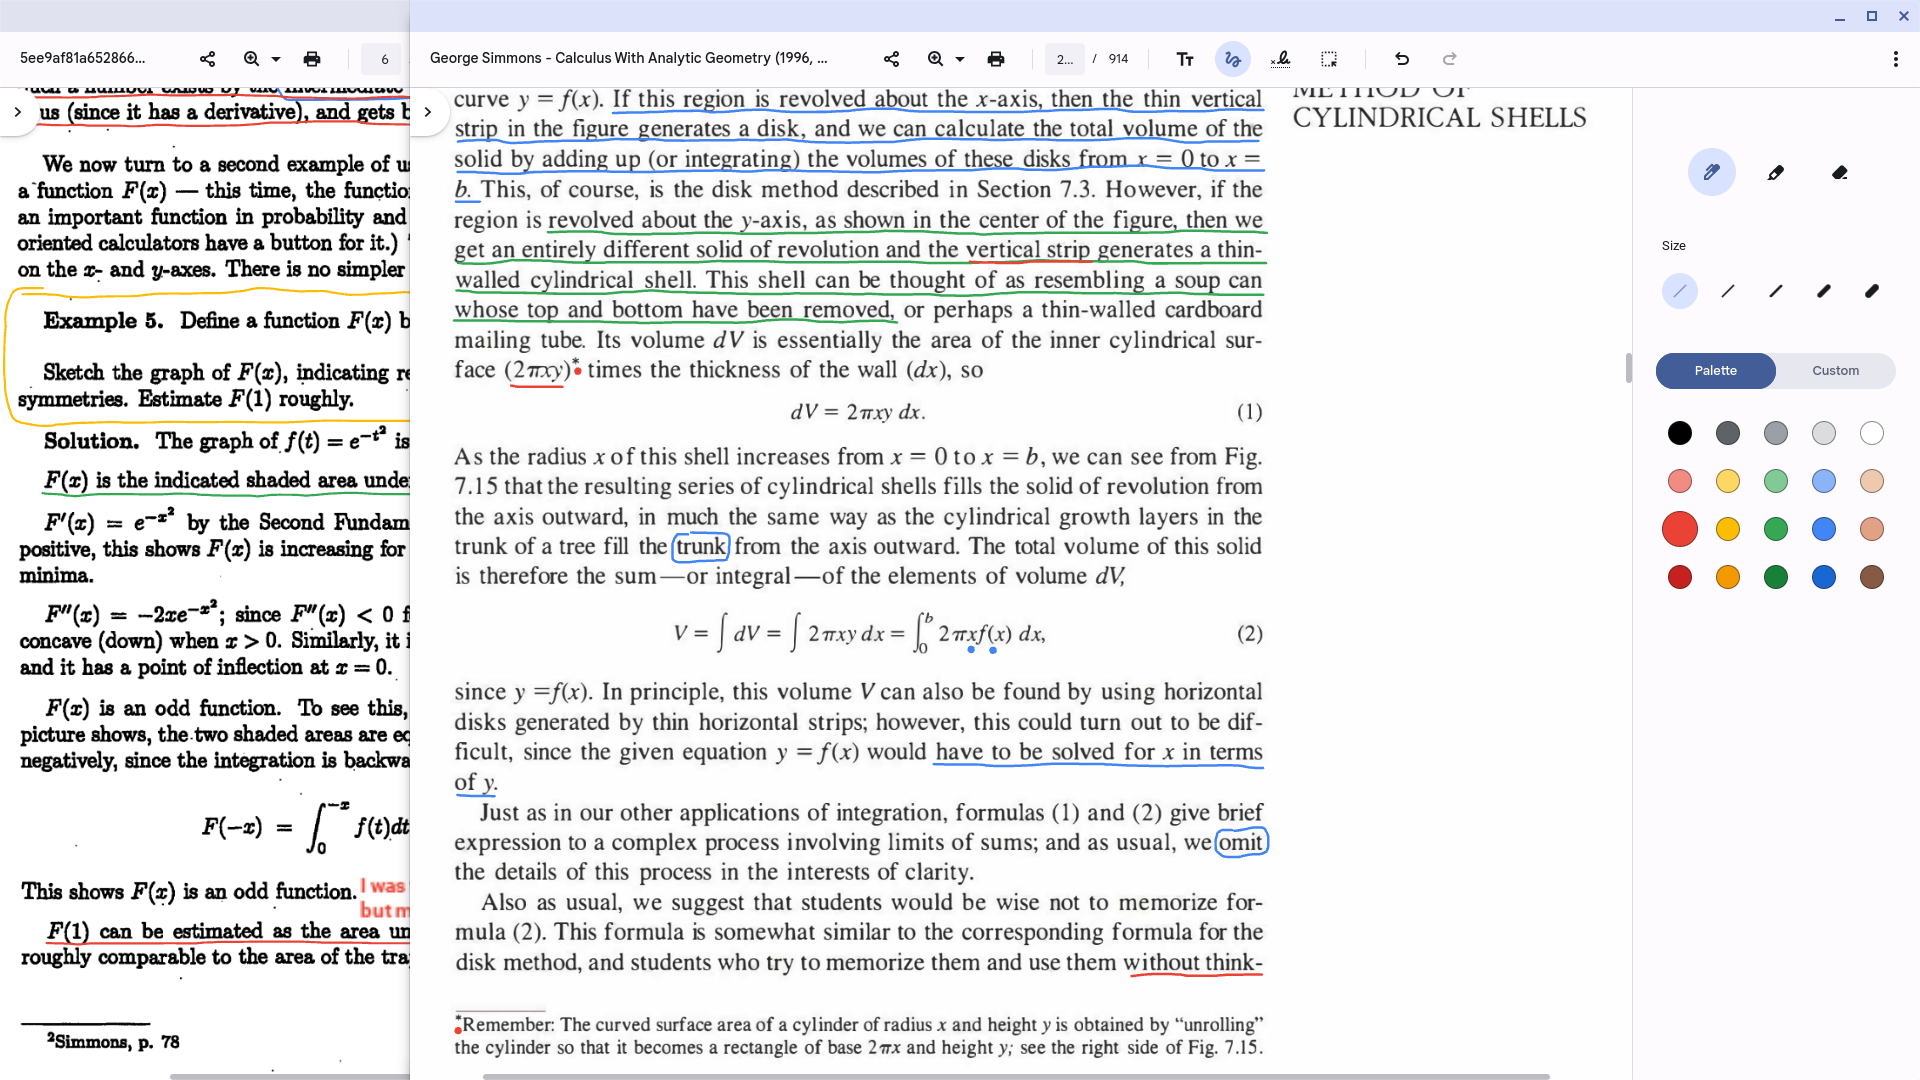 5ee9af81a652866...
6
George Simmons - Calculus With Analytic Geometry (1996, ...
2... / 914
such a number exists by the Intermediate
us (since it has a derivative), and gets b
We now turn to a second example of us
a function F(x) — this time, the functio
an important function in probability and
oriented calculators have a button for it.)
on the x- and y-axes. There is no simpler
Example 5. Define a function F(x) b
Sketch the graph of F(x), indicating re
symmetries. Estimate F(1) roughly.
Solution. The graph of f(t) = e^{-t²} is
F(x) is the indicated shaded area unde
F′(x) = e^{-x²} by the Second Fundam
positive, this shows F(x) is increasing for
minima.
F″(x) = −2xe^{-x²}; since F″(x) < 0 f
concave (down) when x > 0. Similarly, it i
and it has a point of inflection at x = 0.
F(x) is an odd function. To see this,
picture shows, the two shaded areas are eq
negatively, since the integration is backwa
F(−x) = ∫₀^{−x} f(t)dt
This shows F(x) is an odd function. I was
but m
F(1) can be estimated as the area un
roughly comparable to the area of the tra
²Simmons, p. 78
curve y = f(x). If this region is revolved about the x-axis, then the thin vertical
strip in the figure generates a disk, and we can calculate the total volume of the
solid by adding up (or integrating) the volumes of these disks from x = 0 to x =
b. This, of course, is the disk method described in Section 7.3. However, if the
region is revolved about the y-axis, as shown in the center of the figure, then we
get an entirely different solid of revolution and the vertical strip generates a thin-
walled cylindrical shell. This shell can be thought of as resembling a soup can
whose top and bottom have been removed, or perhaps a thin-walled cardboard
mailing tube. Its volume dV is essentially the area of the inner cylindrical sur-
face (2πxy)* times the thickness of the wall (dx), so
dV = 2πxy dx. (1)
As the radius x of this shell increases from x = 0 to x = b, we can see from Fig.
7.15 that the resulting series of cylindrical shells fills the solid of revolution from
the axis outward, in much the same way as the cylindrical growth layers in the
trunk of a tree fill the trunk from the axis outward. The total volume of this solid
is therefore the sum—or integral—of the elements of volume dV,
V = ∫ dV = ∫ 2πxy dx = ∫₀ᵇ 2πxf(x) dx, (2)
since y = f(x). In principle, this volume V can also be found by using horizontal
disks generated by thin horizontal strips; however, this could turn out to be dif-
ficult, since the given equation y = f(x) would have to be solved for x in terms
of y.
Just as in our other applications of integration, formulas (1) and (2) give brief
expression to a complex process involving limits of sums; and as usual, we omit
the details of this process in the interests of clarity.
Also as usual, we suggest that students would be wise not to memorize for-
mula (2). This formula is somewhat similar to the corresponding formula for the
disk method, and students who try to memorize them and use them without think-
*Remember: The curved surface area of a cylinder of radius x and height y is obtained by “unrolling”
the cylinder so that it becomes a rectangle of base 2πx and height y; see the right side of Fig. 7.15.
METHOD OF
CYLINDRICAL SHELLS
Size
Palette
Custom